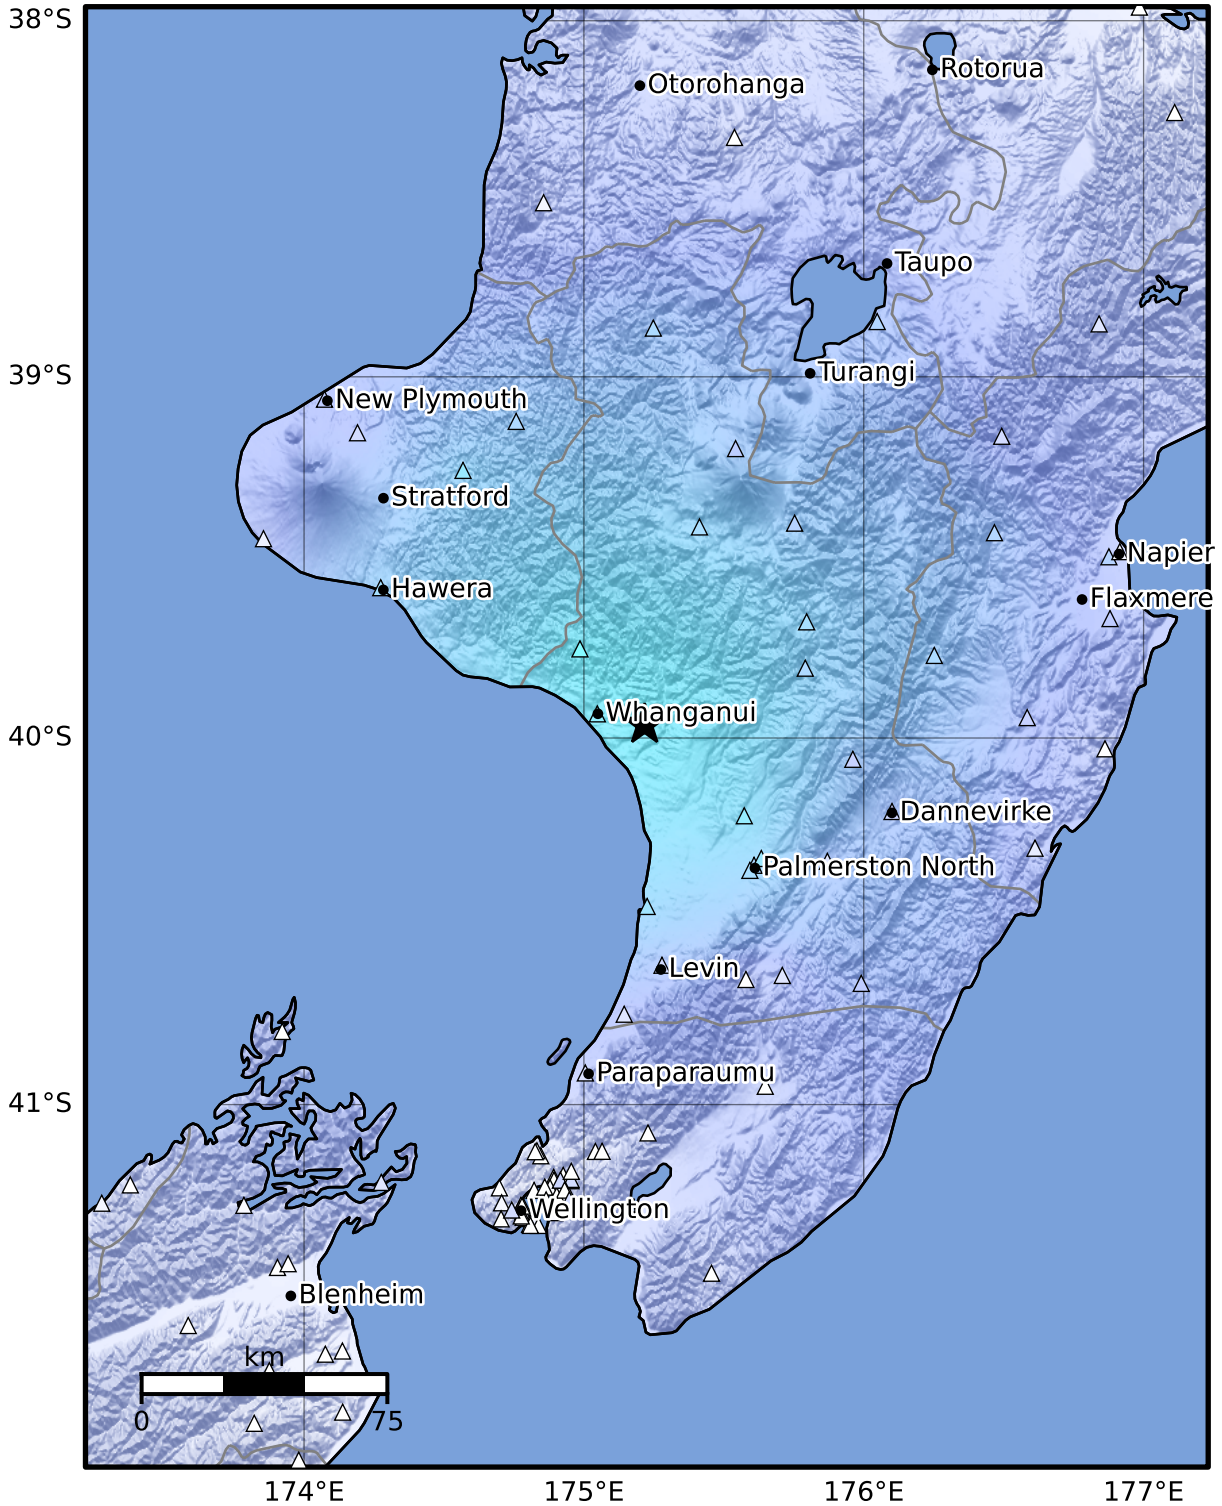 38°S
Rotorua
Otorohanga
Taupo
39°S
Turangi
New Plymouth
Stratford
Napier
Hawera
Flaxmere
Whanganui
40°S
Dannevirke
Palmerston North
Levin
Paraparaumu
41°S
Wellington
Blenheim
km
0
75
174°E
175°E
176°E
177°E